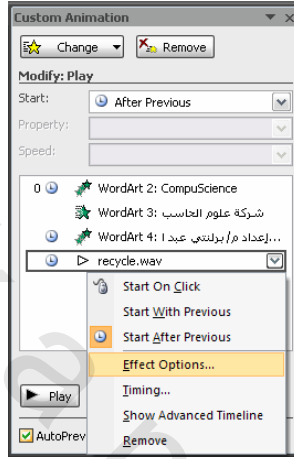 Custom Animation
Change
Remove
Modify: Play
Start:
After Previous
Property:
Speed:
0 WordArt 2: CompuScience
WordArt 3: شركة علوم الحاسب
WordArt 4: إعداد م/برلنتي عبد ا...
recycle.wav
Start On Click
Start With Previous
Start After Previous
Effect Options...
Timing...
Show Advanced Timeline
Remove
Play
AutoPrev